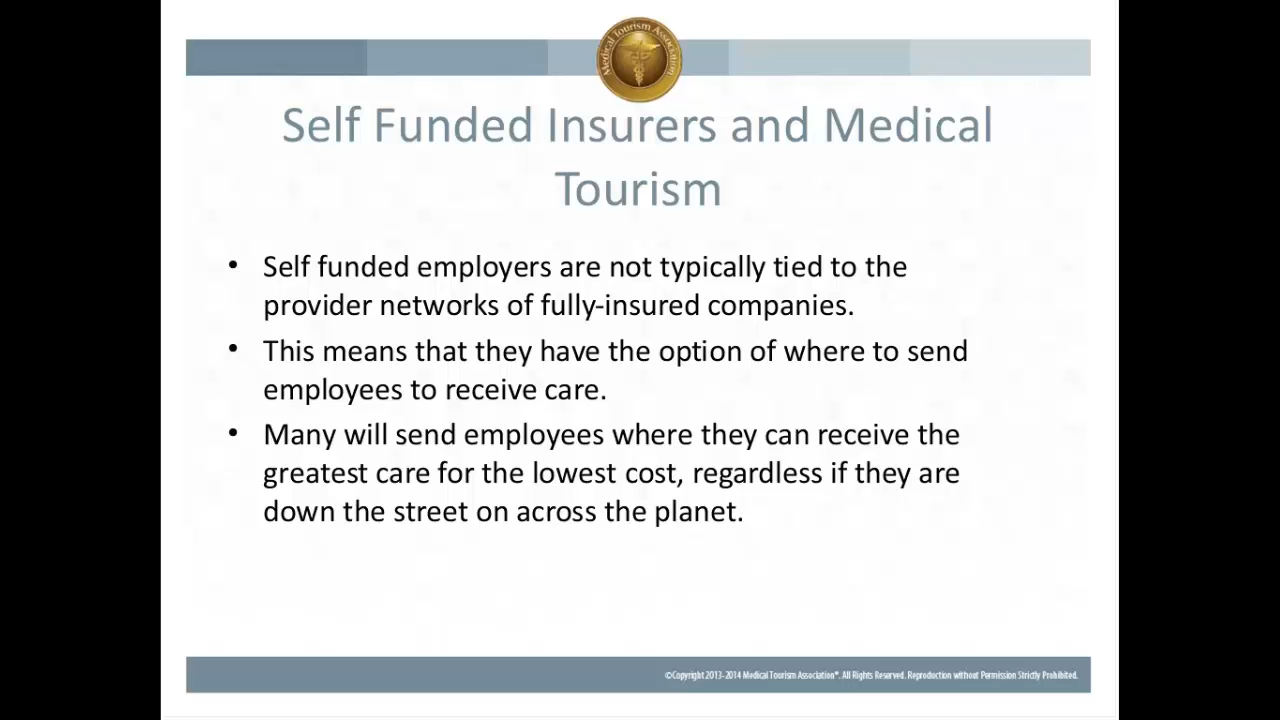 Medical Tourism Association
Self Funded Insurers and Medical
Tourism
• Self funded employers are not typically tied to the
provider networks of fully-insured companies.
• This means that they have the option of where to send
employees to receive care.
• Many will send employees where they can receive the
greatest care for the lowest cost, regardless if they are
down the street on across the planet.
©Copyright 2013-2014 Medical Tourism Association®. All Rights Reserved. Reproduction without Permission Strictly Prohibited.